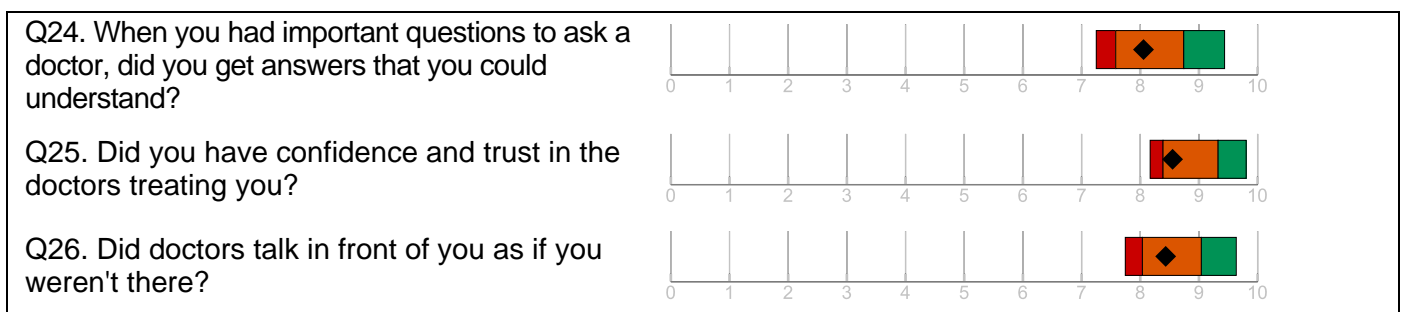 Q24. When you had important questions to ask a
doctor, did you get answers that you could
understand?
0 1 2 3 4 5 6 7 8 9 10
Q25. Did you have confidence and trust in the
doctors treating you?
0 1 2 3 4 5 6 7 8 9 10
Q26. Did doctors talk in front of you as if you
weren't there?
0 1 2 3 4 5 6 7 8 9 10